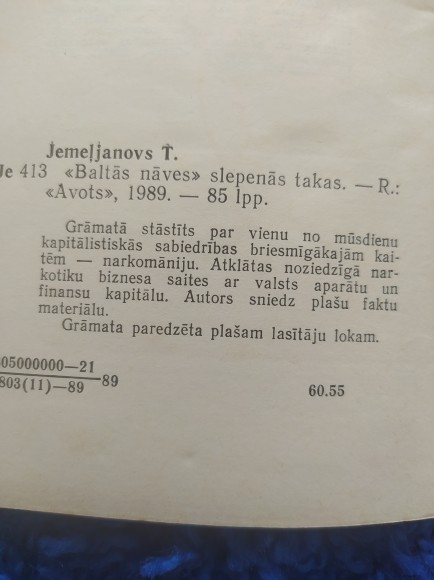 Jemeļjanovs T.
Je 413 «Baltās nāves» slepenās takas. — R.:
«Avots», 1989. — 85 lpp.
Grāmatā stāstīts par vienu no mūsdienu
kapitālistiskās sabiedrības briesmīgākajām kai-
tēm — narkomāniju. Atklātas noziedzīgā nar-
kotiku biznesa saites ar valsts aparātu un
finansu kapitālu. Autors sniedz plašu faktu
materiālu.
Grāmata paredzēta plašam lasītāju lokam.
05000000—21
803(11)—89 —89
60.55